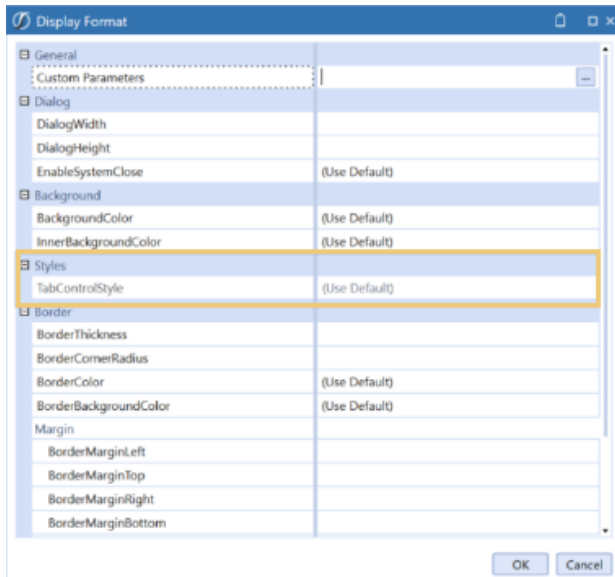 Display Format
General
Custom Parameters
...
Dialog
DialogWidth
DialogHeight
EnableSystemClose (Use Default)
Background
BackgroundColor (Use Default)
InnerBackgroundColor (Use Default)
Styles
TabControlStyle (Use Default)
Border
BorderThickness
BorderCornerRadius
BorderColor (Use Default)
BorderBackgroundColor (Use Default)
Margin
BorderMarginLeft
BorderMarginTop
BorderMarginRight
BorderMarginBottom
OK Cancel